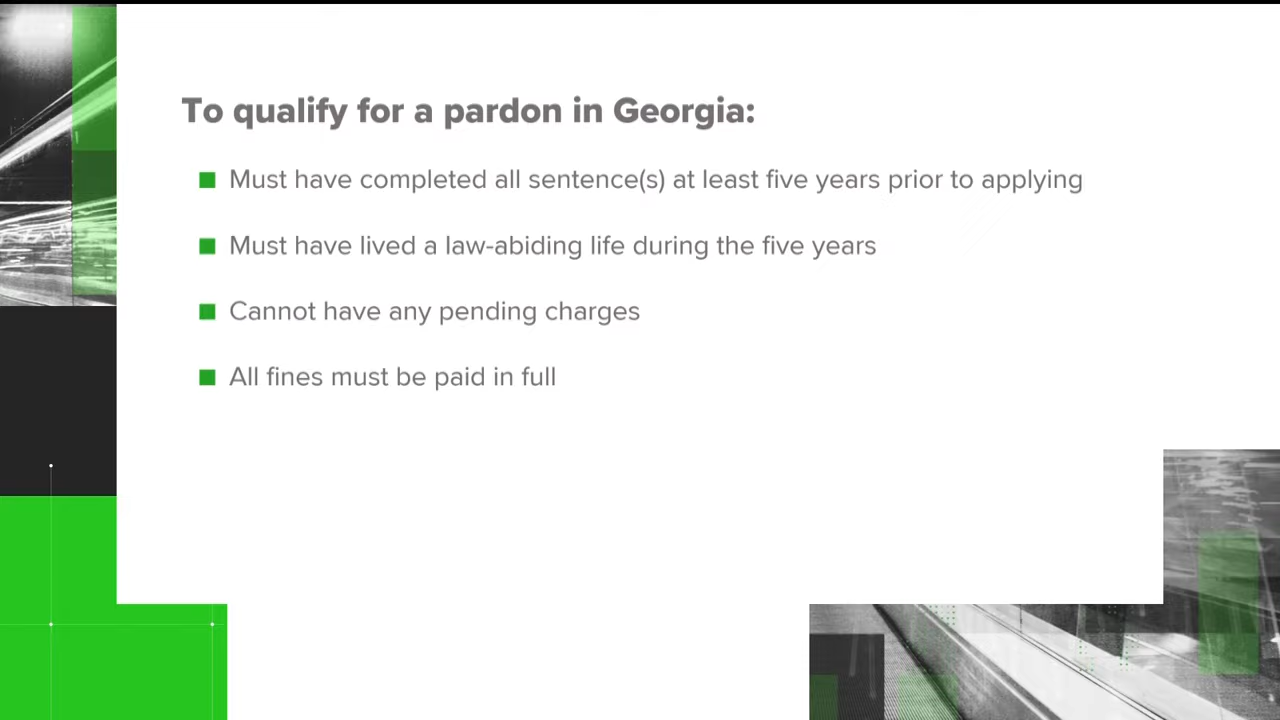 To qualify for a pardon in Georgia:
Must have completed all sentence(s) at least five years prior to applying
Must have lived a law-abiding life during the five years
Cannot have any pending charges
All fines must be paid in full